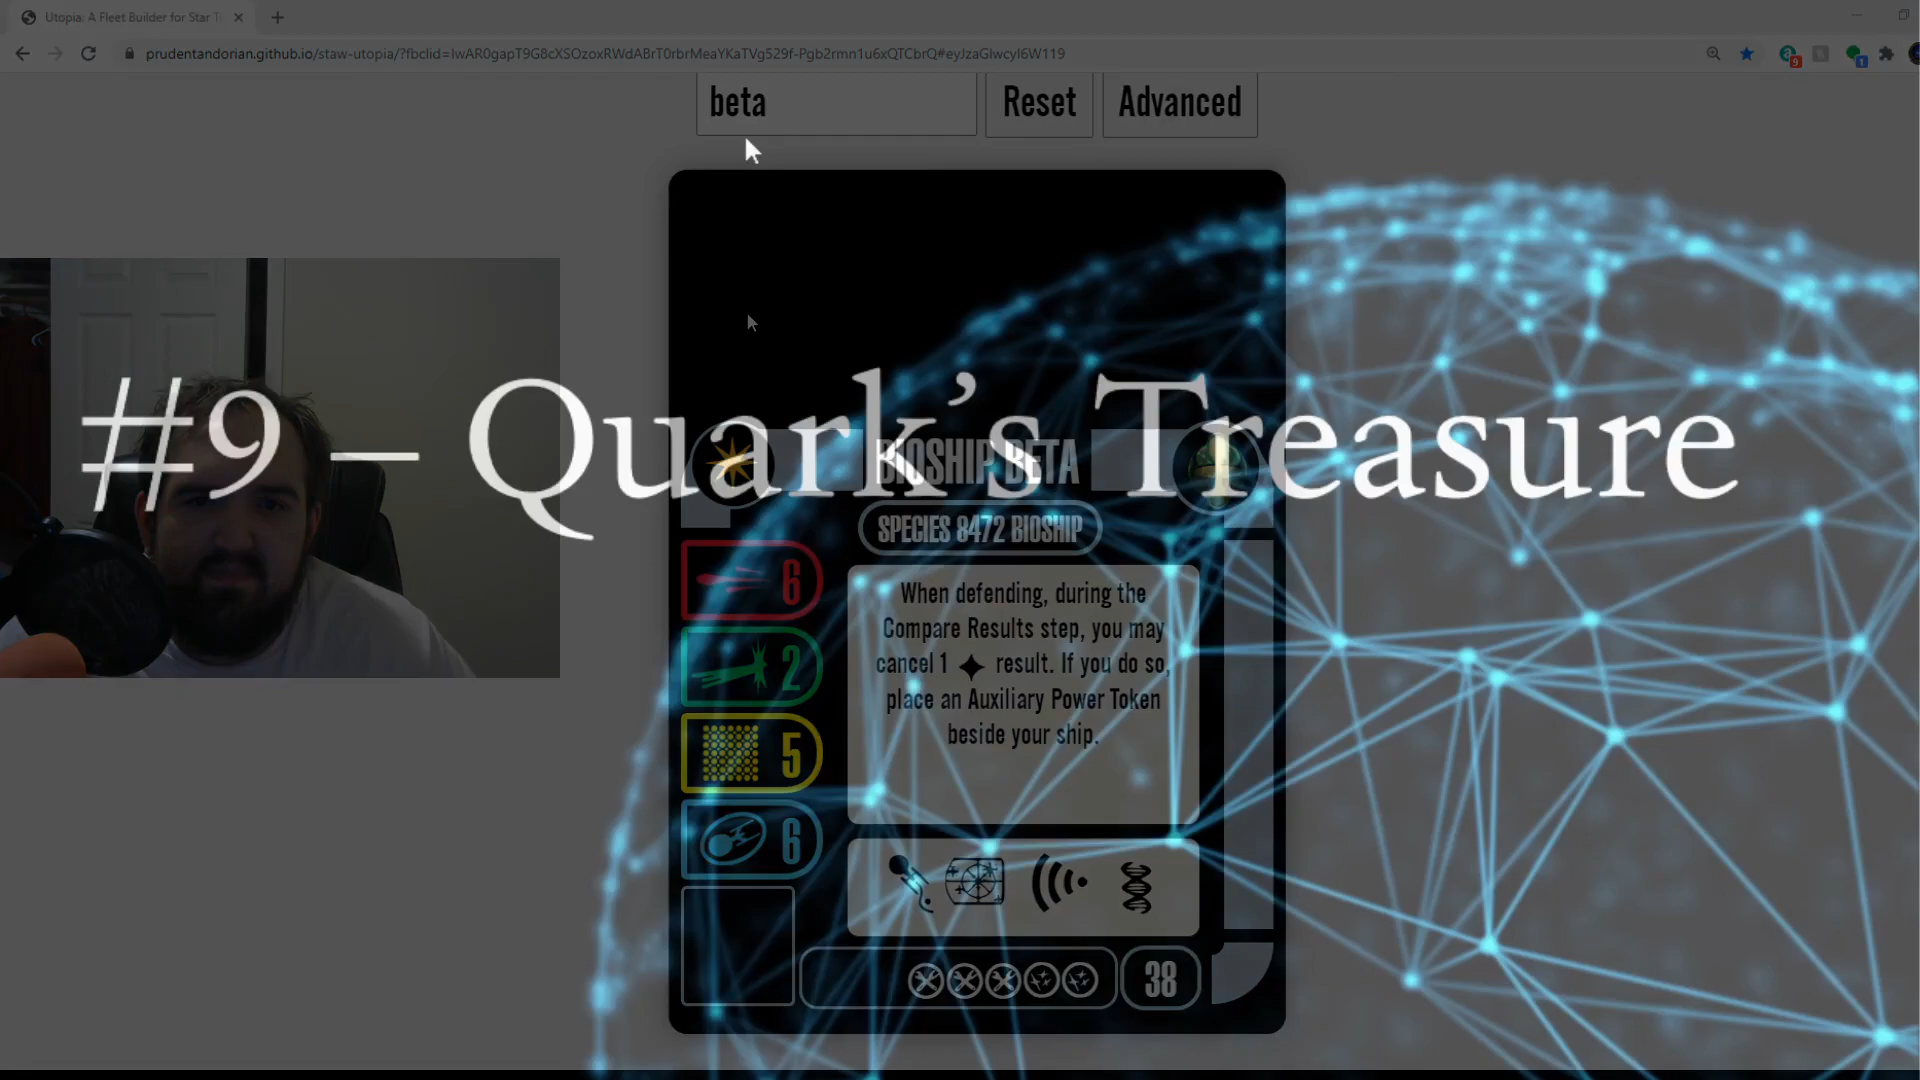 Utopia: A Fleet Builder for Star T
prudentandorian.github.io/staw-utopia/?fbclid=IwAR0gapT9G8cXSOzoxRWdABrT0rbrMeaYKaTVg529f-Pgb2rmn1u6xQTCbrQ#eyJzaGlwcyI6W119
9
1
beta
Reset
Advanced
#9 – Quark's Treasure
BIOSHIP BETA
SPECIES 8472 BIOSHIP
6
2
5
6
When defending, during the
Compare Results step, you may
cancel 1 result. If you do so,
place an Auxiliary Power Token
beside your ship.
38